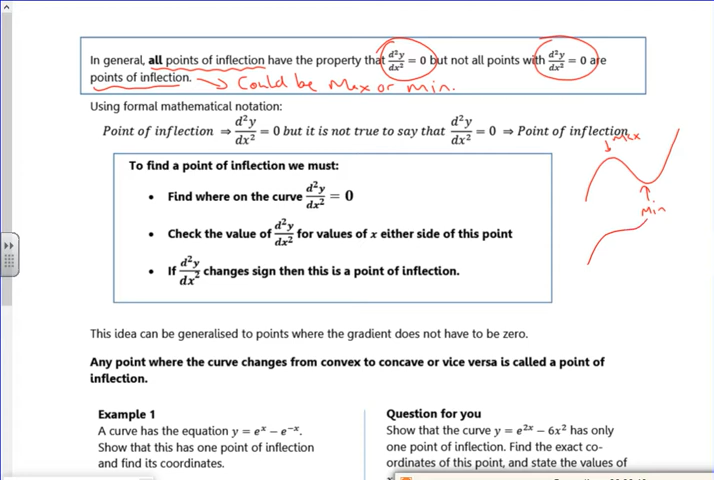 In general, all points of inflection have the property that d²y/dx² = 0 but not all points with d²y/dx² = 0 are
points of inflection. → Could be Max or Min.
Using formal mathematical notation:
Point of inflection ⇒ d²y/dx² = 0 but it is not true to say that d²y/dx² = 0 ⇒ Point of inflection
Max
To find a point of inflection we must:
• Find where on the curve d²y/dx² = 0
Min
• Check the value of d²y/dx² for values of x either side of this point
• If d²y/dx² changes sign then this is a point of inflection.
This idea can be generalised to points where the gradient does not have to be zero.
Any point where the curve changes from convex to concave or vice versa is called a point of
inflection.
Example 1
A curve has the equation y = eˣ − e⁻ˣ.
Show that this has one point of inflection
and find its coordinates.
Question for you
Show that the curve y = e²ˣ − 6x² has only
one point of inflection. Find the exact co-
ordinates of this point, and state the values of